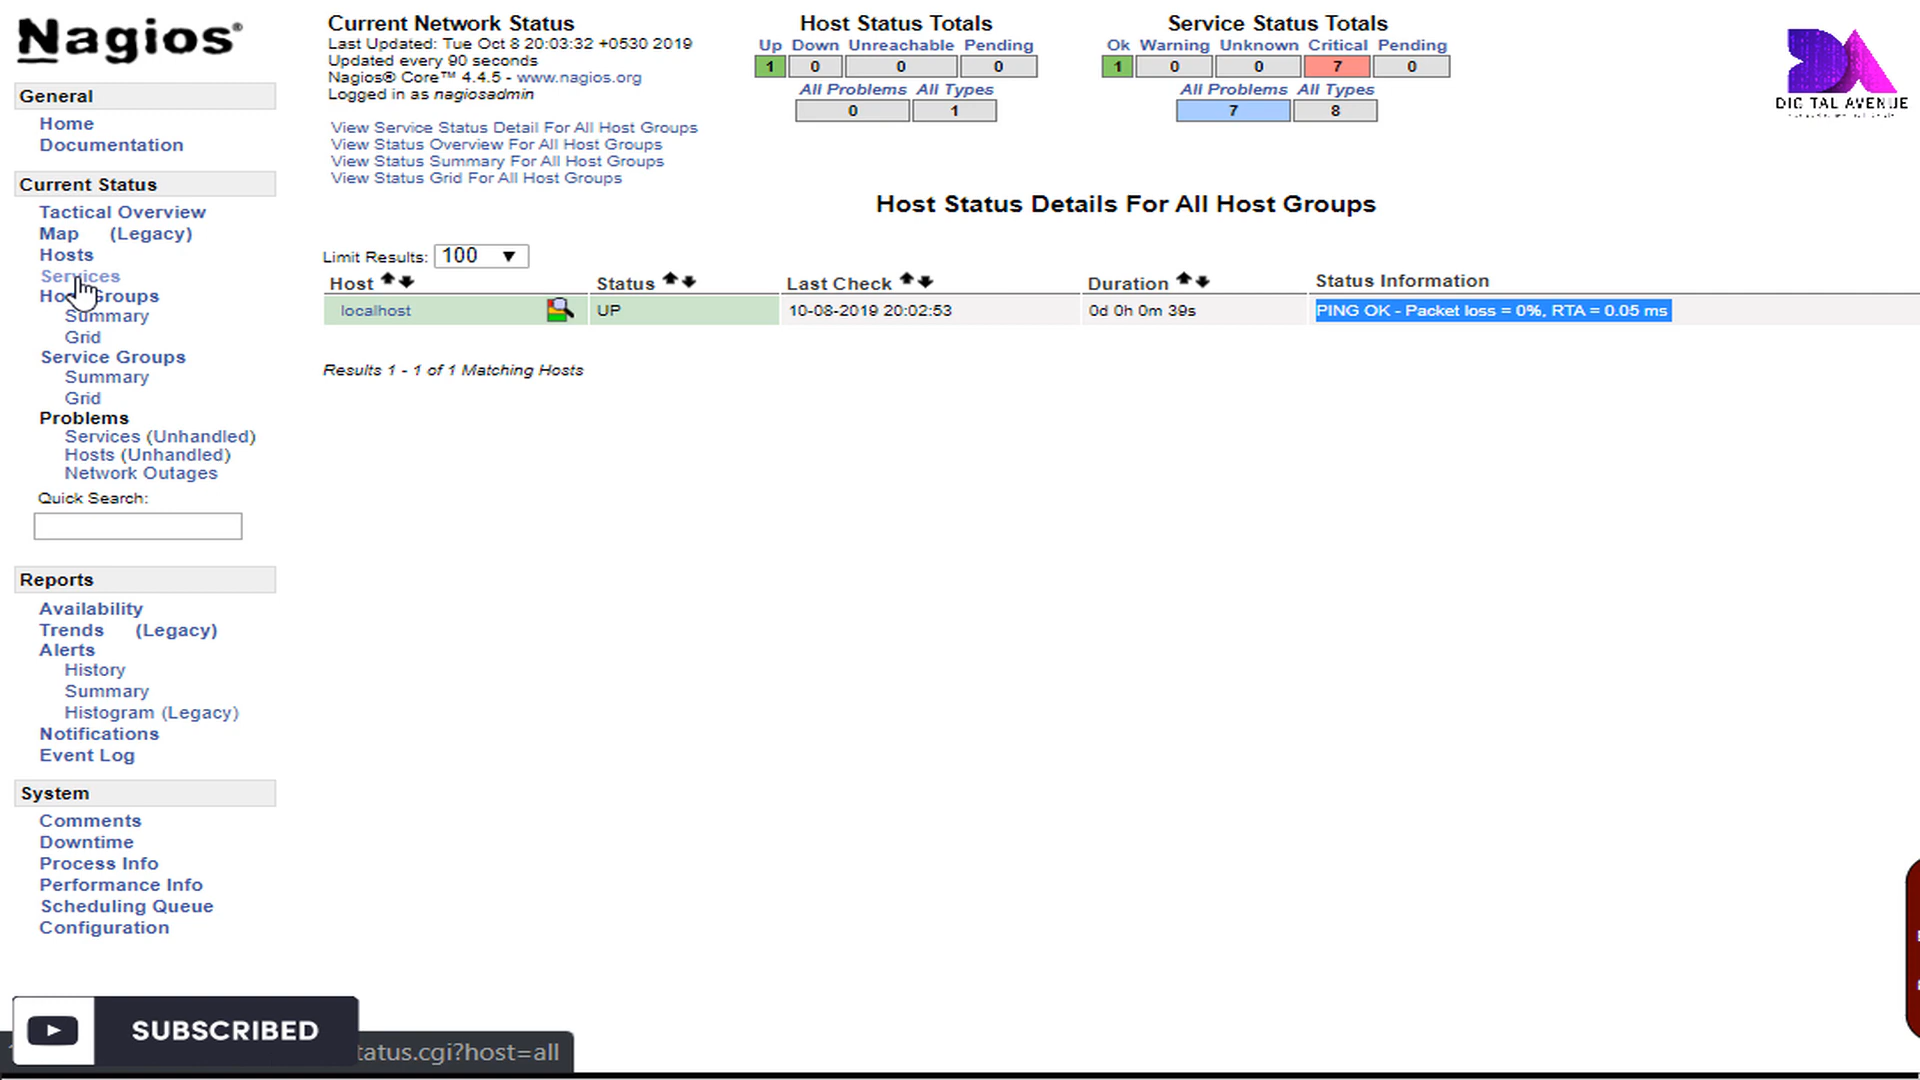 Nagios®
General
Home
Documentation
Current Status
Tactical Overview
Map (Legacy)
Hosts
Services
Host Groups
Summary
Grid
Service Groups
Summary
Grid
Problems
Services (Unhandled)
Hosts (Unhandled)
Network Outages
Quick Search:
Reports
Availability
Trends (Legacy)
Alerts
History
Summary
Histogram (Legacy)
Notifications
Event Log
System
Comments
Downtime
Process Info
Performance Info
Scheduling Queue
Configuration
Current Network Status
Last Updated: Tue Oct 8 20:03:32 +0530 2019
Updated every 90 seconds
Nagios® Core™ 4.4.5 - www.nagios.org
Logged in as nagiosadmin
View Service Status Detail For All Host Groups
View Status Overview For All Host Groups
View Status Summary For All Host Groups
View Status Grid For All Host Groups
Host Status Totals
Up Down Unreachable Pending
1 0 0 0
All Problems All Types
0 1
Service Status Totals
Ok Warning Unknown Critical Pending
1 0 0 7 0
All Problems All Types
7 8
DIGITAL AVENUE
Host Status Details For All Host Groups
Limit Results: 100
Host Status Last Check Duration Status Information
localhost UP 10-08-2019 20:02:53 0d 0h 0m 39s PING OK - Packet loss = 0%, RTA = 0.05 ms
Results 1 - 1 of 1 Matching Hosts
SUBSCRIBED
tatus.cgi?host=all